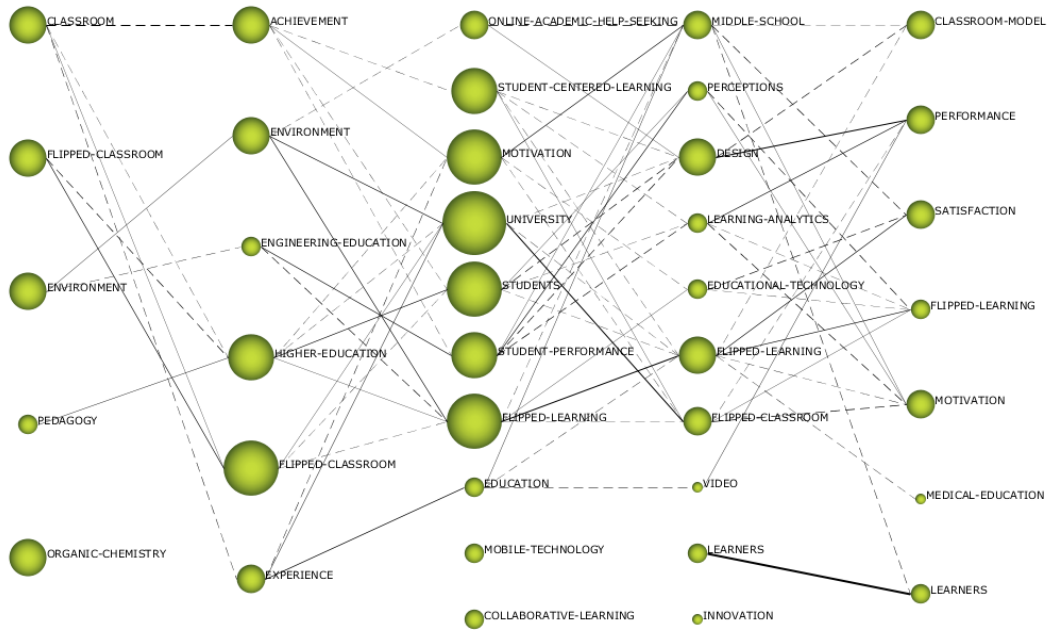 CLASSROOM
FLIPPED-CLASSROOM
ENVIRONMENT
PEDAGOGY
ORGANIC-CHEMISTRY
ACHIEVEMENT
ENVIRONMENT
ENGINEERING-EDUCATION
HIGHER-EDUCATION
FLIPPED-CLASSROOM
EXPERIENCE
ONLINE-ACADEMIC-HELP-SEEKING
STUDENT-CENTERED-LEARNING
MOTIVATION
UNIVERSITY
STUDENTS
STUDENT-PERFORMANCE
FLIPPED-LEARNING
EDUCATION
MOBILE-TECHNOLOGY
COLLABORATIVE-LEARNING
MIDDLE-SCHOOL
PERCEPTIONS
DESIGN
LEARNING-ANALYTICS
EDUCATIONAL-TECHNOLOGY
FLIPPED-LEARNING
FLIPPED-CLASSROOM
VIDEO
LEARNERS
INNOVATION
CLASSROOM-MODEL
PERFORMANCE
SATISFACTION
FLIPPED-LEARNING
MOTIVATION
MEDICAL-EDUCATION
LEARNERS